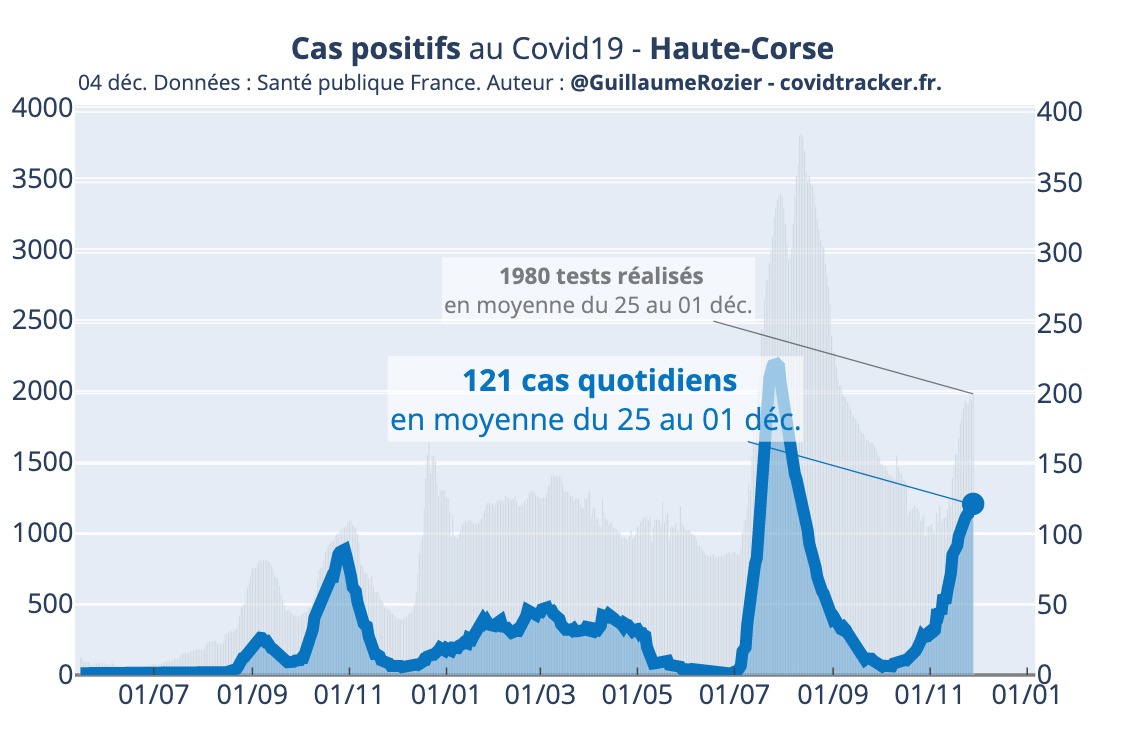 Cas positifs au Covid19 - Haute-Corse
04 déc. Données : Santé publique France. Auteur : @GuillaumeRozier - covidtracker.fr.
4000
3500
3000
2500
2000
1500
1000
500
0
400
350
300
250
200
150
100
50
0
1980 tests réalisés
en moyenne du 25 au 01 déc.
121 cas quotidiens
en moyenne du 25 au 01 déc.
01/07 01/09 01/11 01/01 01/03 01/05 01/07 01/09 01/11 01/01